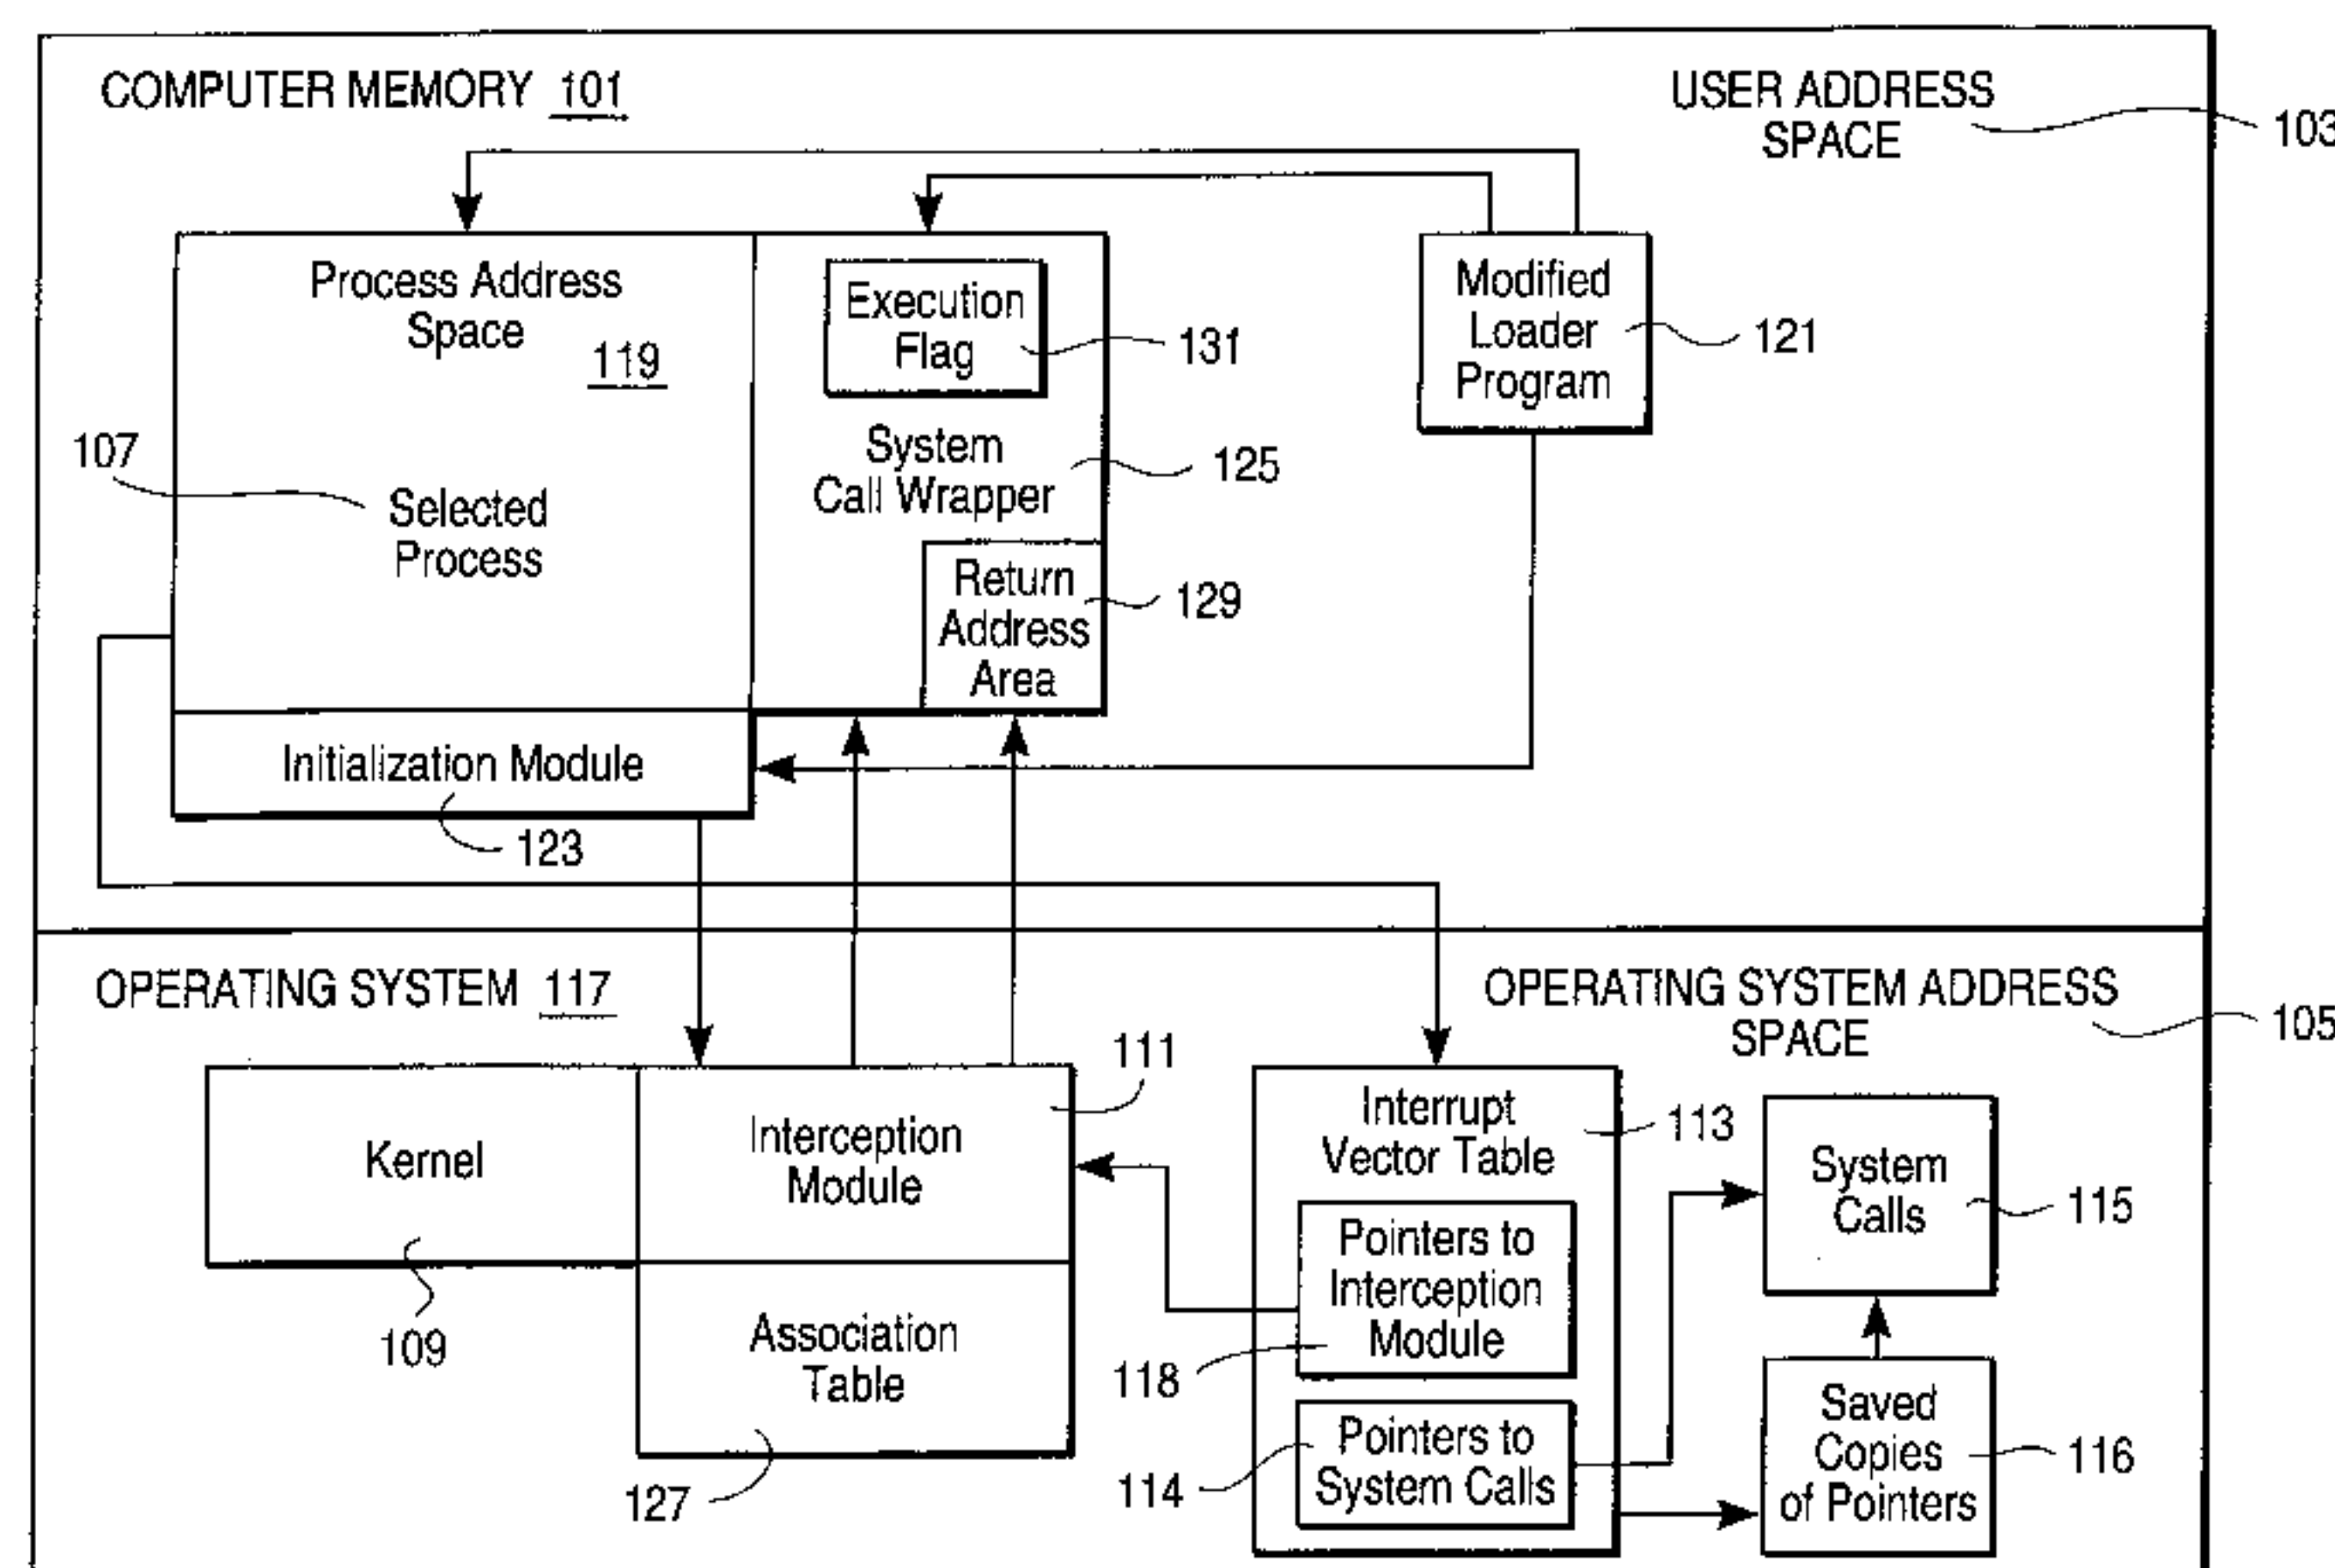 COMPUTER MEMORY 101
USER ADDRESS
SPACE
103
Process Address
Space
119
107
Selected
Process
Execution
Flag
131
System
Call Wrapper
125
Return
Address
Area
129
Modified
Loader
Program
121
Initialization Module
123
OPERATING SYSTEM 117
OPERATING SYSTEM ADDRESS
SPACE
105
Kernel
109
Interception
Module
111
Association
Table
127
Interrupt
Vector Table
113
Pointers to
Interception
Module
118
Pointers to
System Calls
114
System
Calls
115
Saved
Copies
of Pointers
116